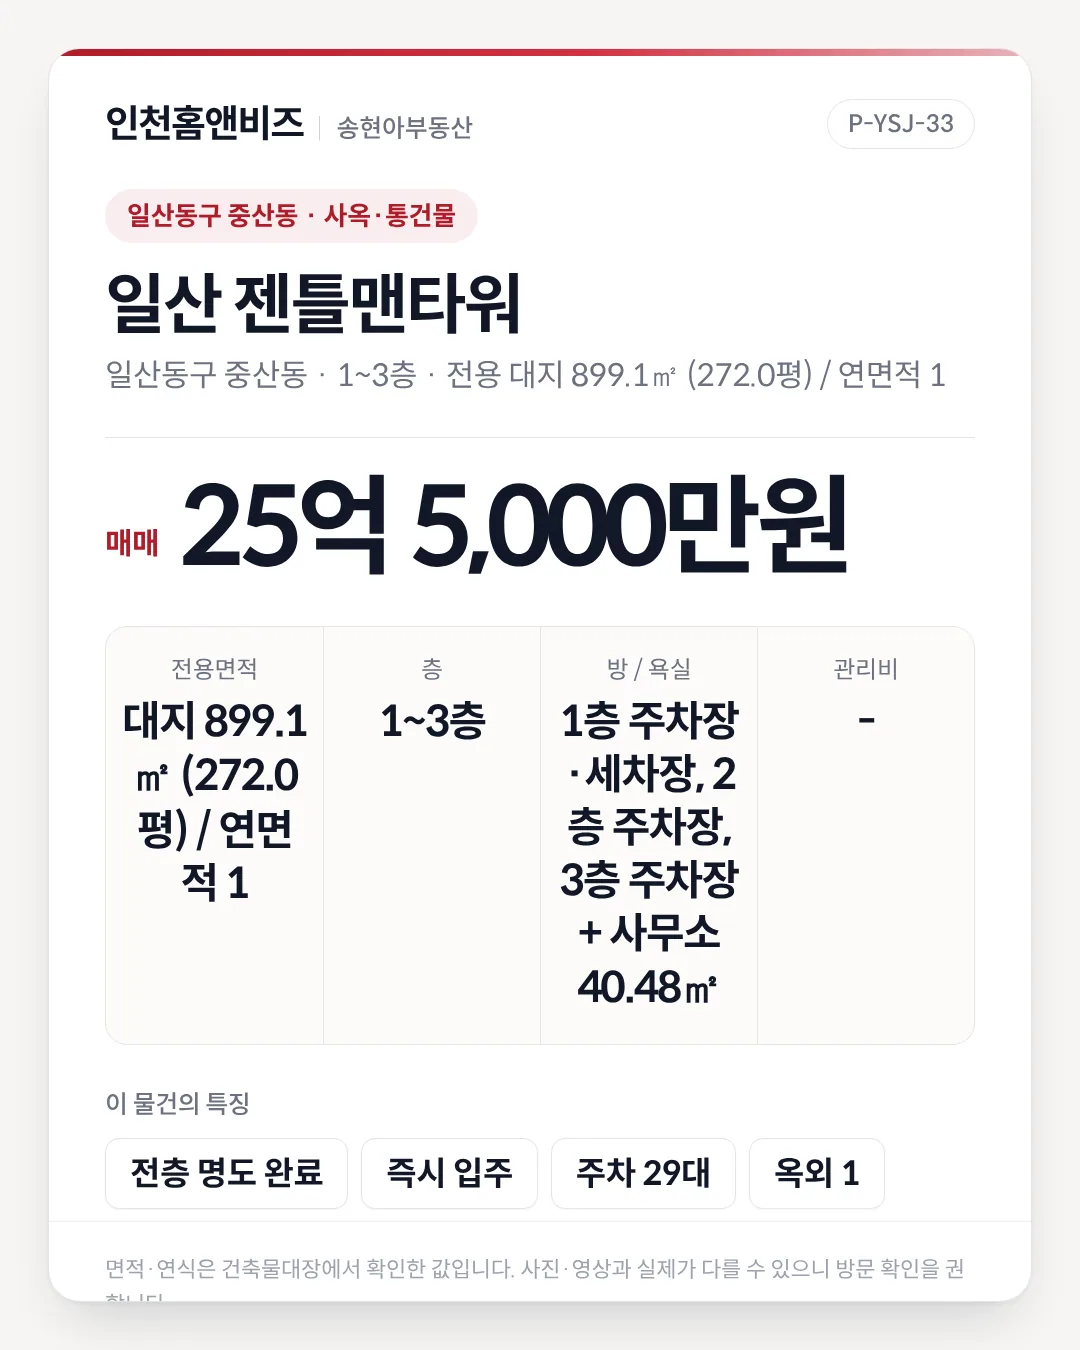 인천홈앤비즈 | 송현아부동산
P-YSJ-33
일산동구 중산동 · 사옥·통건물
일산 젠틀맨타워
일산동구 중산동 · 1~3층 · 전용 대지 899.1㎡ (272.0평) / 연면적 1
매매 25억 5,000만원
전용면적
대지 899.1
㎡ (272.0
평) / 연면
적 1
층
1~3층
방 / 욕실
1층 주차장
·세차장, 2
층 주차장,
3층 주차장
+ 사무소
40.48㎡
관리비
-
이 물건의 특징
전층 명도 완료
즉시 입주
주차 29대
옥외 1
면적·연식은 건축물대장에서 확인한 값입니다. 사진·영상과 실제가 다를 수 있으니 방문 확인을 권